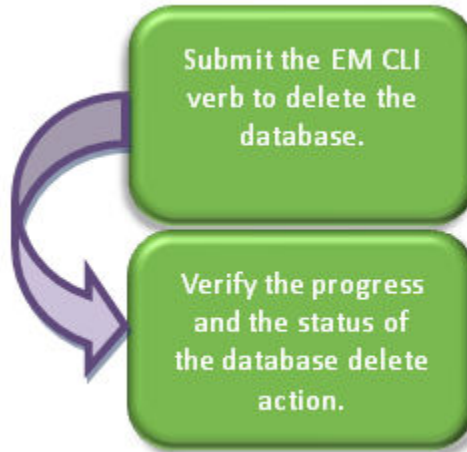 Submit the EM CLI
verb to delete the
database.
Verify the progress
and the status of
the database delete
action.